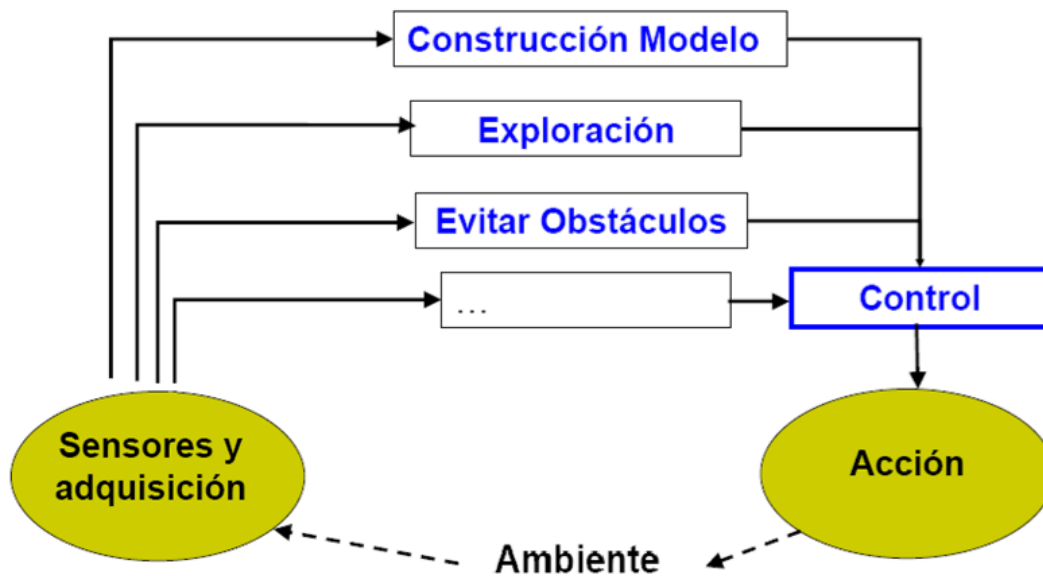 Construcción Modelo
Exploración
Evitar Obstáculos
...
Control
Sensores y
adquisición
Acción
Ambiente